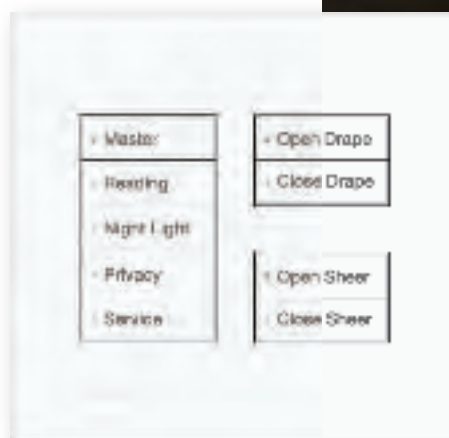 Master
Reading
Night Light
Privacy
Service
Open Drape
Close Drape
Open Sheer
Close Sheer